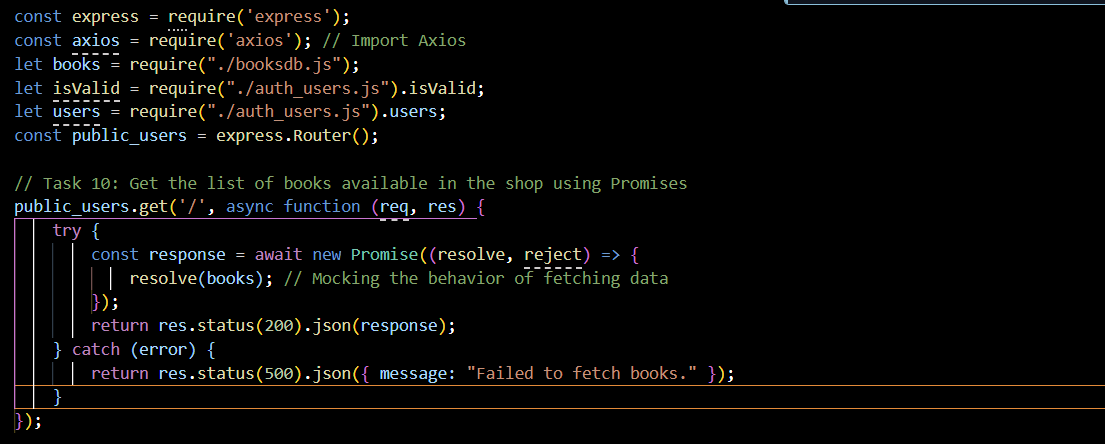 const express = require('express');
const axios = require('axios'); // Import Axios
let books = require("./booksdb.js");
let isValid = require("./auth_users.js").isValid;
let users = require("./auth_users.js").users;
const public_users = express.Router();

// Task 10: Get the list of books available in the shop using Promises
public_users.get('/', async function (req, res) {
    try {
        const response = await new Promise((resolve, reject) => {
            resolve(books); // Mocking the behavior of fetching data
        });
        return res.status(200).json(response);
    } catch (error) {
        return res.status(500).json({ message: "Failed to fetch books." });
    }
});